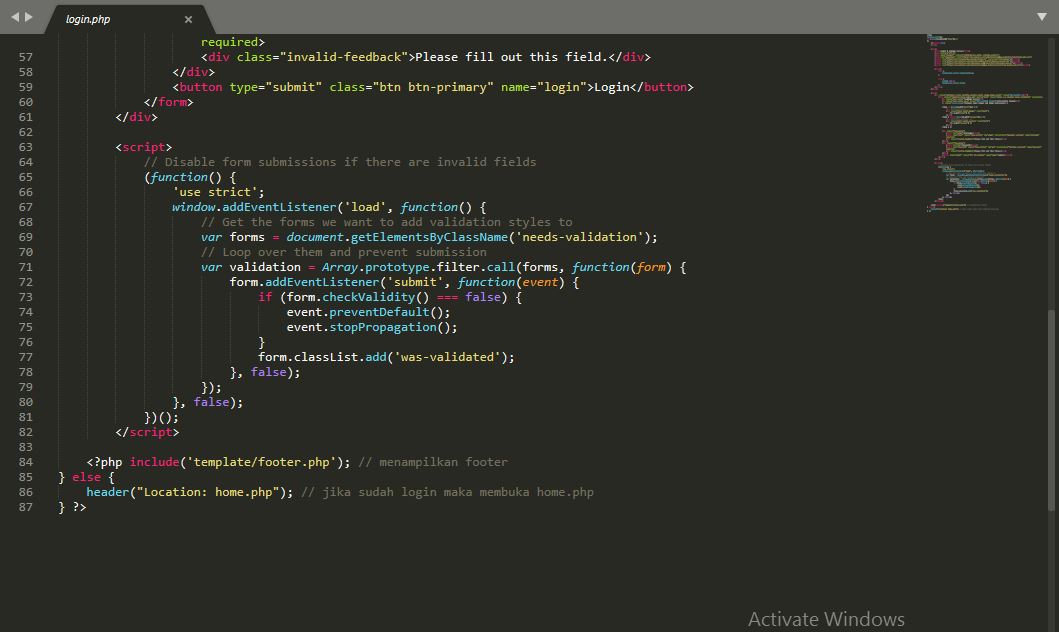 login.php
required>
57 <div class="invalid-feedback">Please fill out this field.</div>
58 </div>
59 <button type="submit" class="btn btn-primary" name="login">Login</button>
60 </form>
61 </div>
62
63 <script>
64 // Disable form submissions if there are invalid fields
65 (function() {
66 'use strict';
67 window.addEventListener('load', function() {
68 // Get the forms we want to add validation styles to
69 var forms = document.getElementsByClassName('needs-validation');
70 // Loop over them and prevent submission
71 var validation = Array.prototype.filter.call(forms, function(form) {
72 form.addEventListener('submit', function(event) {
73 if (form.checkValidity() === false) {
74 event.preventDefault();
75 event.stopPropagation();
76 }
77 form.classList.add('was-validated');
78 }, false);
79 });
80 }, false);
81 })();
82 </script>
83
84 <?php include('template/footer.php'); // menampilkan footer
85 } else {
86 header("Location: home.php"); // jika sudah login maka membuka home.php
87 } ?>
Activate Windows